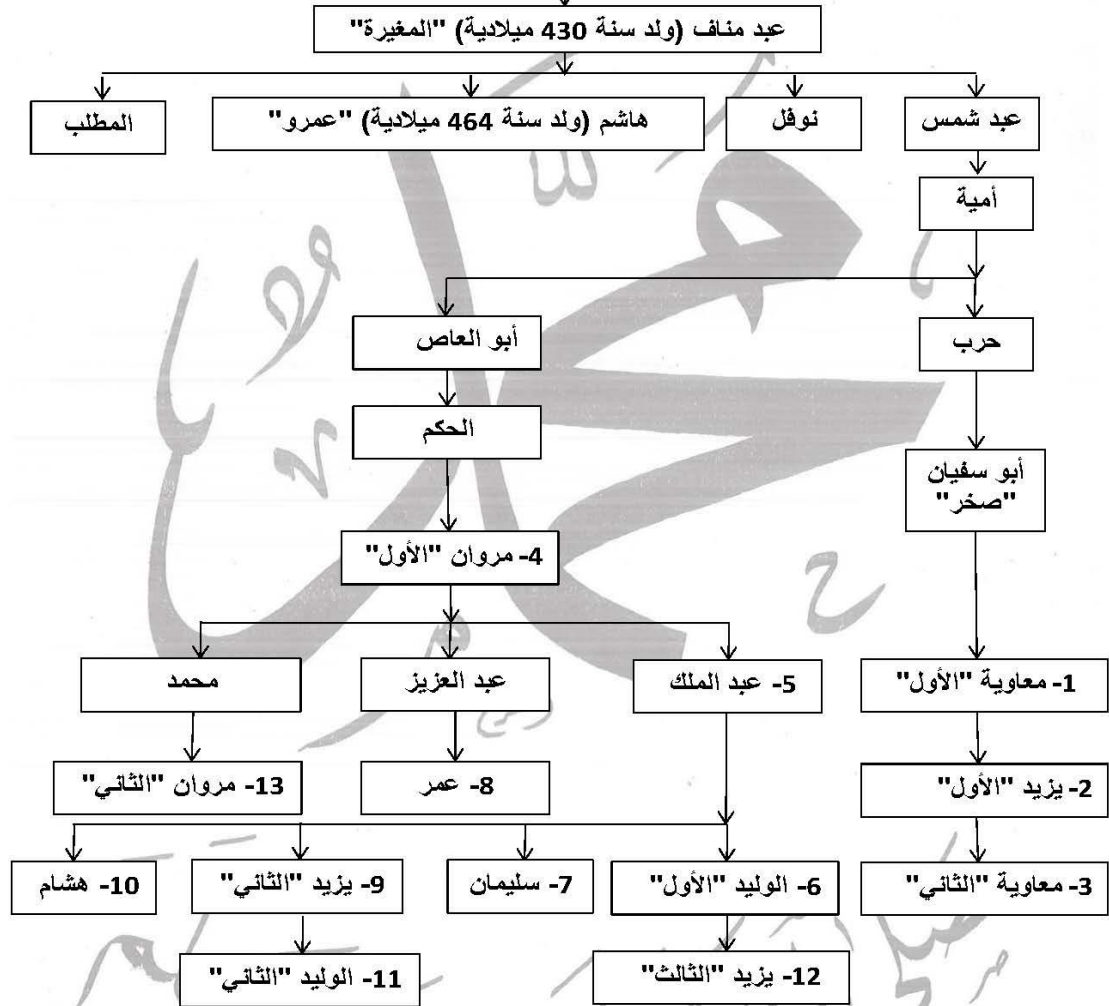 عبد مناف (ولد سنة 430 ميلادية) "المغيرة"
عبد شمس
نوفل
هاشم (ولد سنة 464 ميلادية) "عمرو"
المطلب
أمية
حرب
أبو العاص
الحكم
أبو سفيان
"صخر"
4- مروان "الأول"
1- معاوية "الأول"
5- عبد الملك
عبد العزيز
محمد
2- يزيد "الأول"
8- عمر
13- مروان "الثاني"
3- معاوية "الثاني"
6- الوليد "الأول"
7- سليمان
9- يزيد "الثاني"
10- هشام
12- يزيد "الثالث"
11- الوليد "الثاني"
محمد